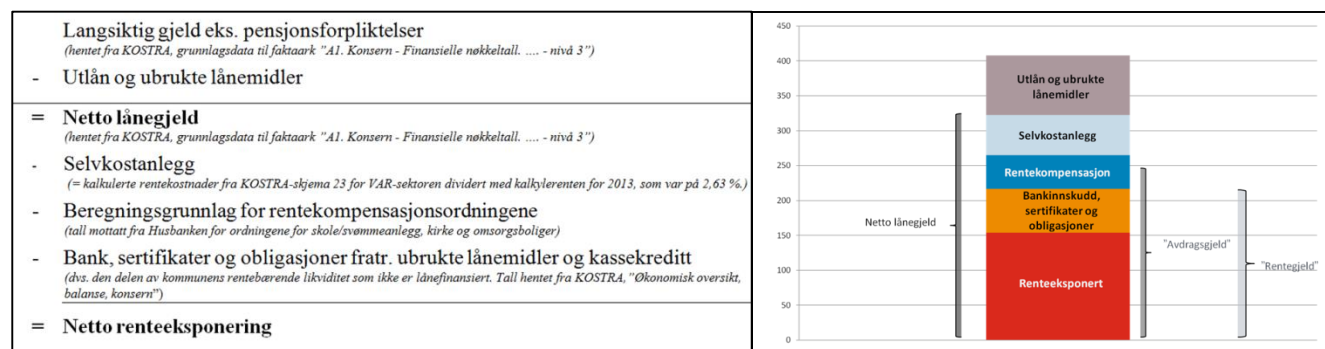 Langsiktig gjeld eks. pensjonsforpliktelser
(hentet fra KOSTRA, grunnlagsdata til faktaark "A1. Konsern - Finansielle nøkkeltall. .... - nivå 3")
- Utlån og ubrukte lånemidler
= Netto lånegjeld
(hentet fra KOSTRA, grunnlagsdata til faktaark "A1. Konsern - Finansielle nøkkeltall. .... - nivå 3")
- Selvkostanlegg
(= kalkulerte rentekostnader fra KOSTRA-skjema 23 for VAR-sektoren dividert med kalkylerenten for 2013, som var på 2,63 %.)
- Beregningsgrunnlag for rentekompensasjonsordningene
(tall mottatt fra Husbanken for ordningene for skole/svømmeanlegg, kirke og omsorgsboliger)
- Bank, sertifikater og obligasjoner fratr. ubrukte lånemidler og kassekreditt
(dvs. den delen av kommunens rentebærende likviditet som ikke er lånefinansiert. Tall hentet fra KOSTRA, "Økonomisk oversikt,
balanse, konsern")
= Netto renteeksponering
450
400
350
300
250
200
150
100
50
0
Utlån og ubrukte
lånemidler
Selvkostanlegg
Rentekompensasjon
Bankinnskudd,
sertifikater og
obligasjoner
Renteeksponert
Netto lånegjeld
"Avdragsgjeld"
"Rentegjeld"